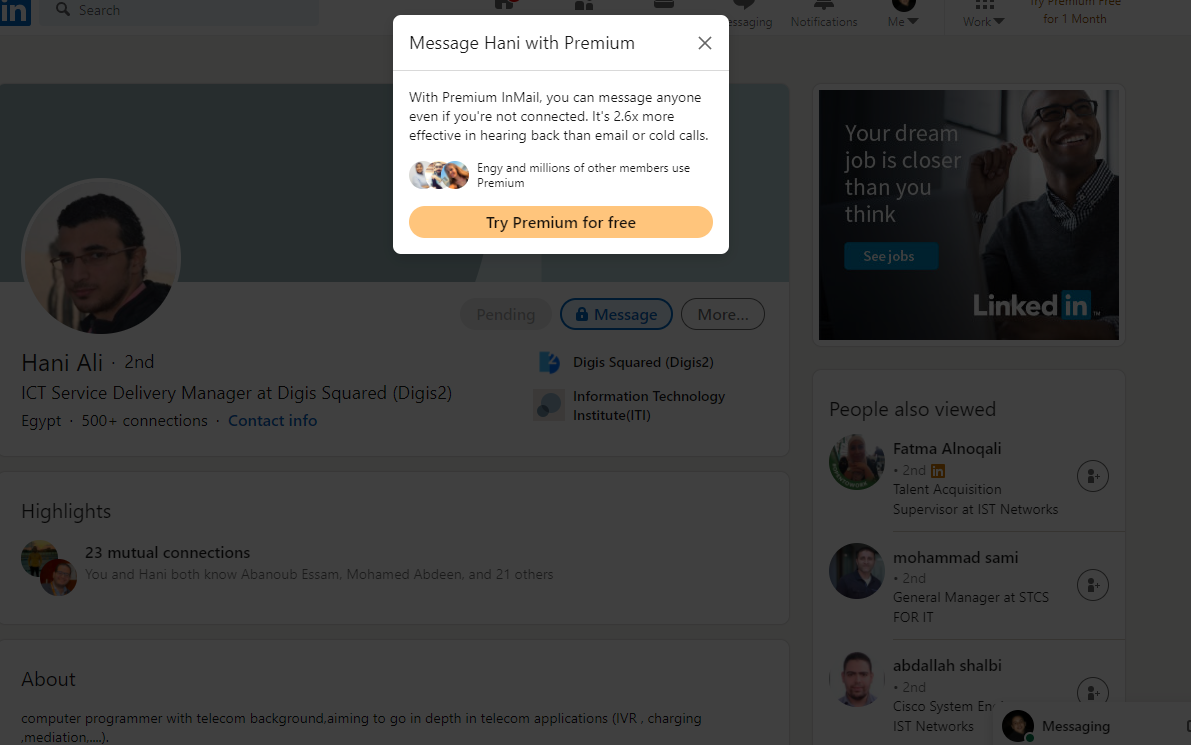 in
Search
Messaging
Notifications
Me
Work
Try Premium Free
for 1 Month
Message Hani with Premium
With Premium InMail, you can message anyone
even if you're not connected. It's 2.6x more
effective in hearing back than email or cold calls.
Engy and millions of other members use
Premium
Try Premium for free
Your dream
job is closer
than you
think
See jobs
Linked in
Pending
Message
More...
Hani Ali · 2nd
ICT Service Delivery Manager at Digis Squared (Digis2)
Egypt · 500+ connections · Contact info
Digis Squared (Digis2)
Information Technology
Institute(ITI)
Highlights
23 mutual connections
You and Hani both know Abanoub Essam, Mohamed Abdeen, and 21 others
About
computer programmer with telecom background,aiming to go in depth in telecom applications (IVR , charging
,mediation,....).
People also viewed
Fatma Alnoqali
• 2nd in
Talent Acquisition
Supervisor at IST Networks
mohammad sami
• 2nd
General Manager at STCS
FOR IT
abdallah shalbi
• 2nd
Cisco System
IST Networks
Messaging